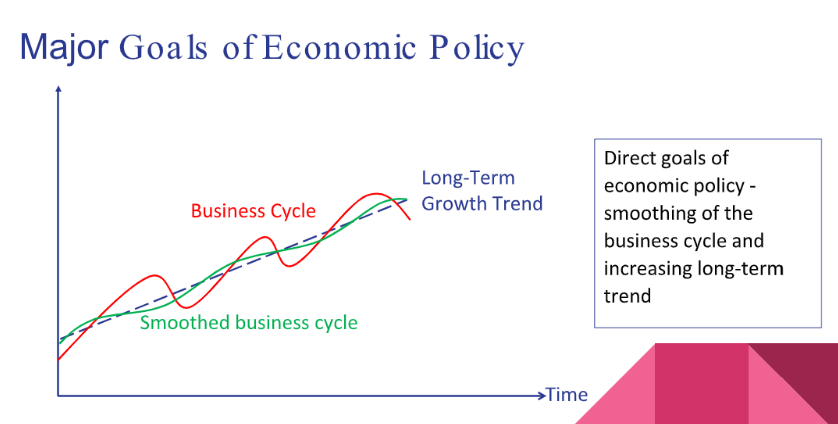 Major Goals of Economic Policy
Long-Term
Growth Trend
Business Cycle
Smoothed business cycle
Time
Direct goals of
economic policy -
smoothing of the
business cycle and
increasing long-term
trend